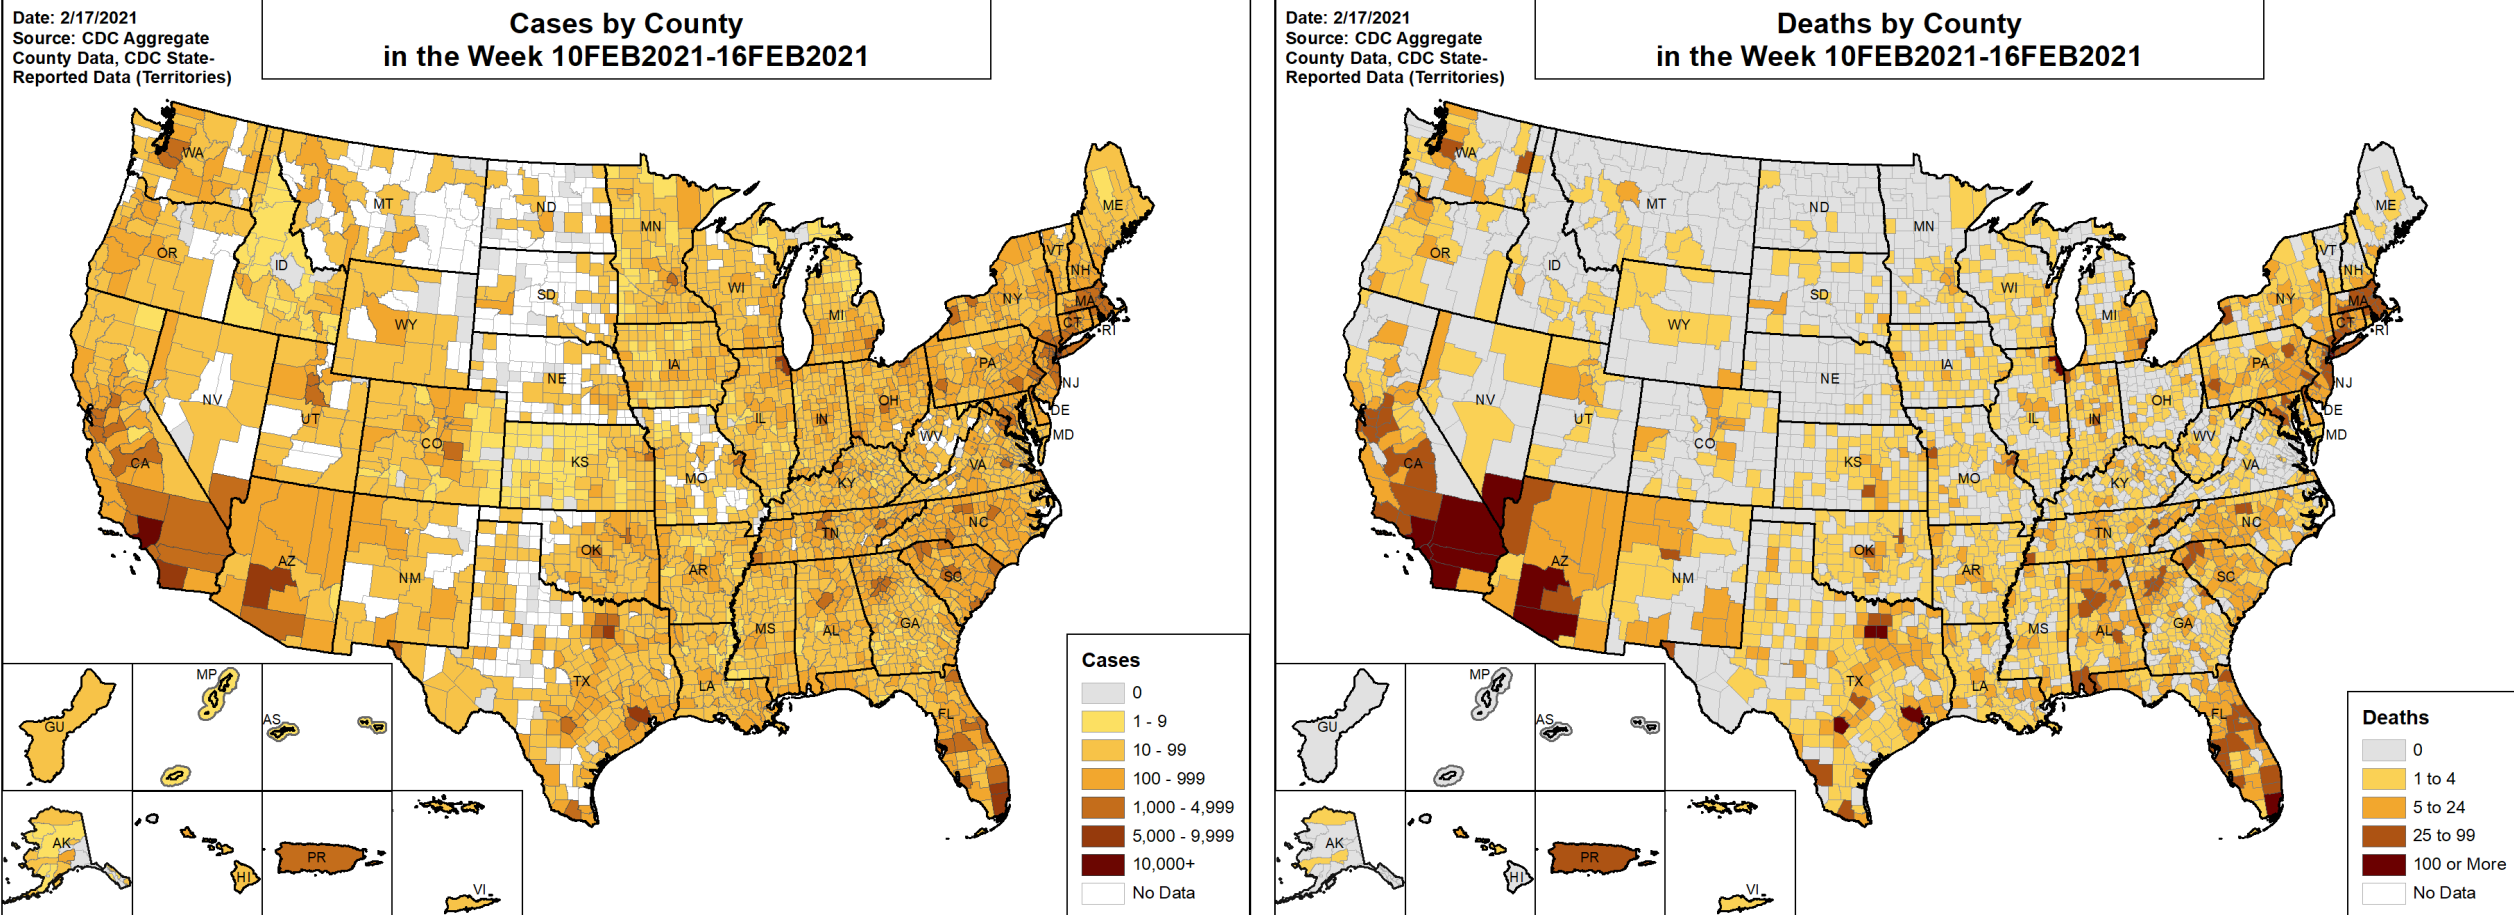 Date: 2/17/2021
Source: CDC Aggregate
County Data, CDC State-
Reported Data (Territories)
Cases by County
in the Week 10FEB2021-16FEB2021
WA
MT
ND
MN
ME
OR
ID
SD
WI
MI
VT
NH
NY
MA
CT
RI
WY
NE
IA
PA
NJ
NV
UT
CO
IL
IN
OH
DE
MD
WV
CA
KS
MO
KY
VA
AZ
NM
OK
AR
TN
NC
SC
MS
AL
GA
TX
LA
FL
GU
MP
AS
AK
HI
PR
VI
Cases
0
1 - 9
10 - 99
100 - 999
1,000 - 4,999
5,000 - 9,999
10,000+
No Data
Date: 2/17/2021
Source: CDC Aggregate
County Data, CDC State-
Reported Data (Territories)
Deaths by County
in the Week 10FEB2021-16FEB2021
WA
MT
ND
MN
ME
OR
ID
SD
WI
MI
VT
NH
NY
MA
CT
RI
WY
NE
IA
PA
NJ
NV
UT
CO
IL
IN
OH
DE
MD
WV
CA
KS
MO
KY
VA
AZ
NM
OK
AR
TN
NC
SC
MS
AL
GA
TX
LA
FL
GU
MP
AS
AK
HI
PR
VI
Deaths
0
1 to 4
5 to 24
25 to 99
100 or More
No Data